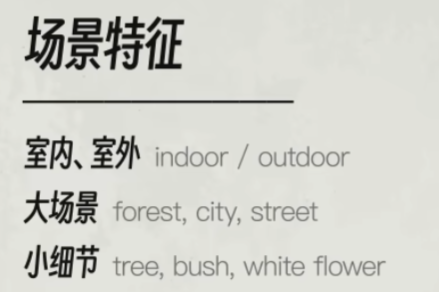 场景特征
室内、室外 indoor / outdoor
大场景 forest, city, street
小细节 tree, bush, white flower